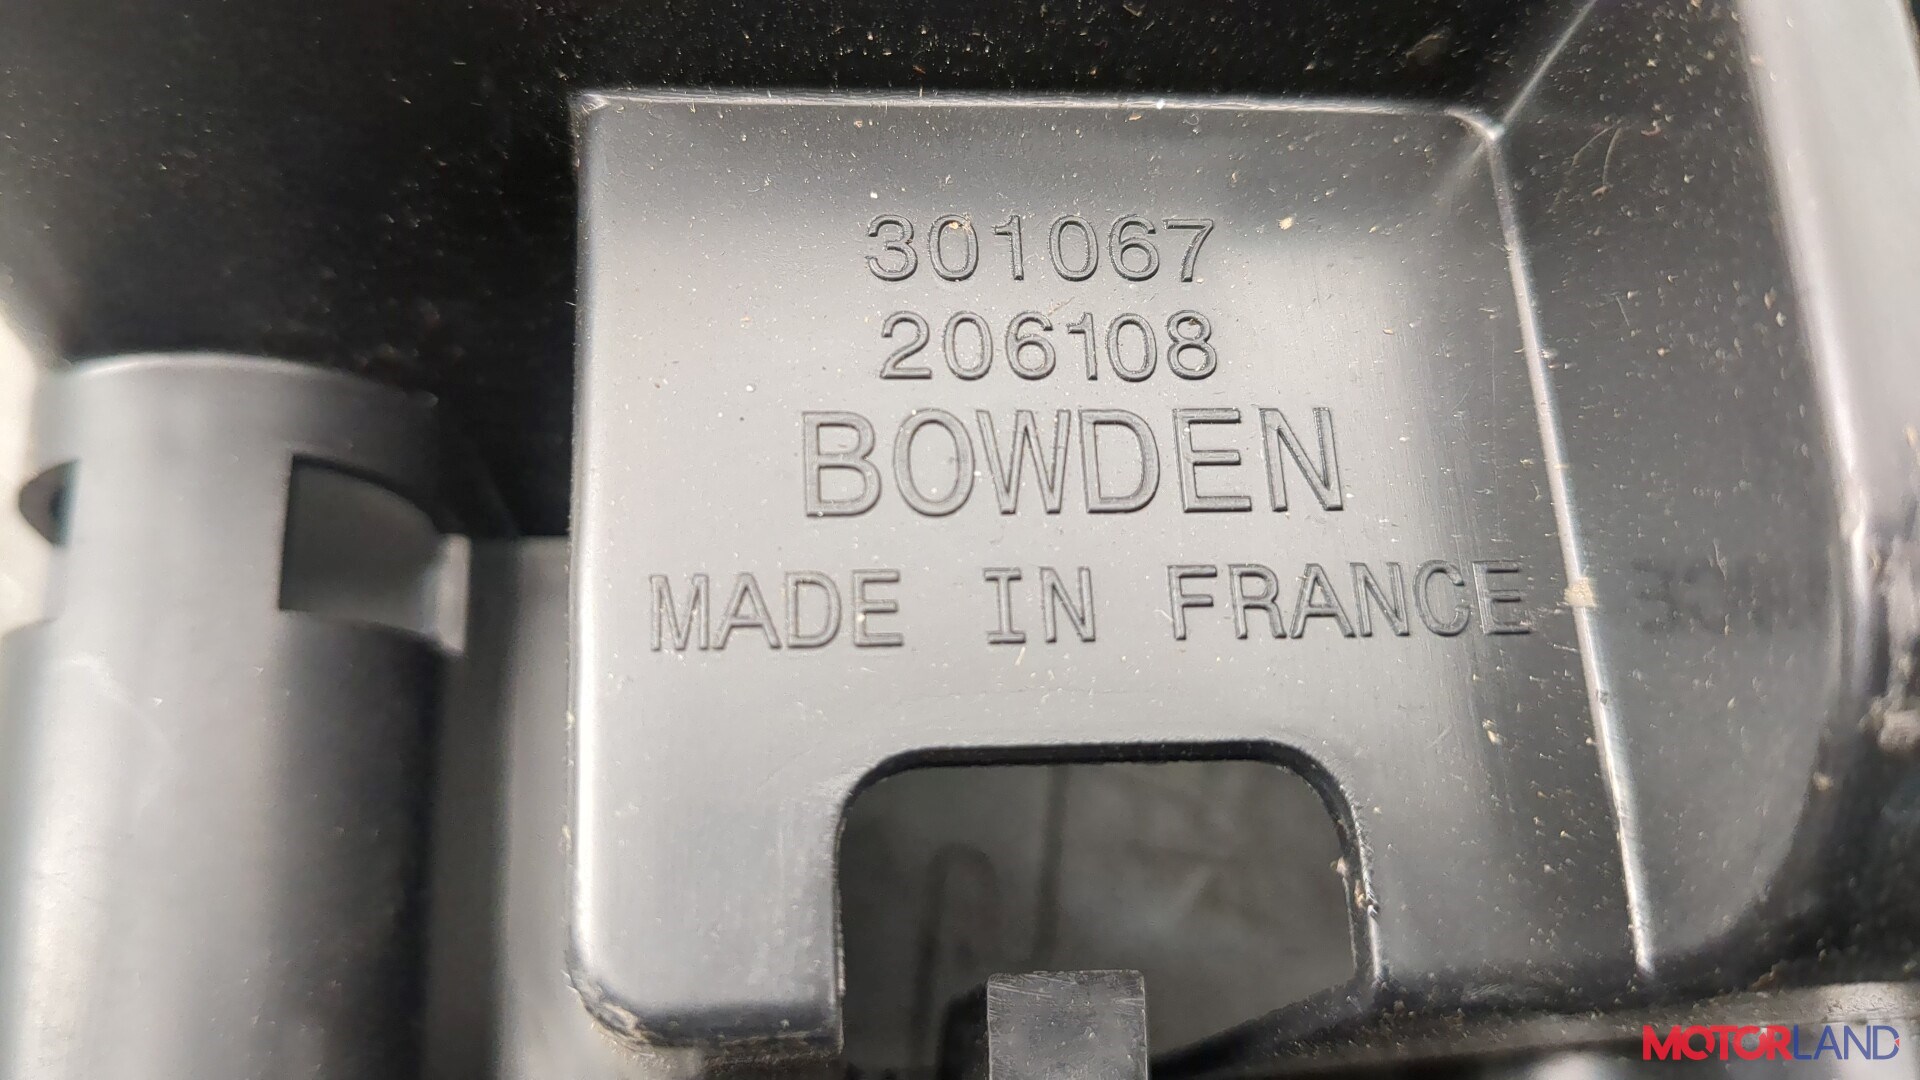 301067
206108
BOWDEN
MADE IN FRANCE
MOTORLAND